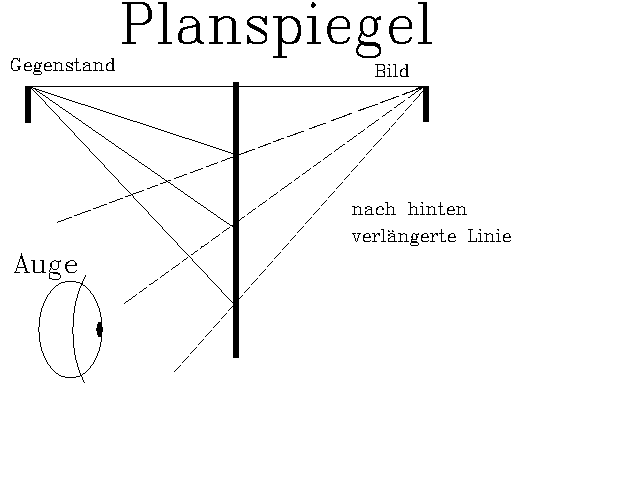 Planspiegel
Gegenstand
Bild
nach hinten
verlängerte Linie
Auge